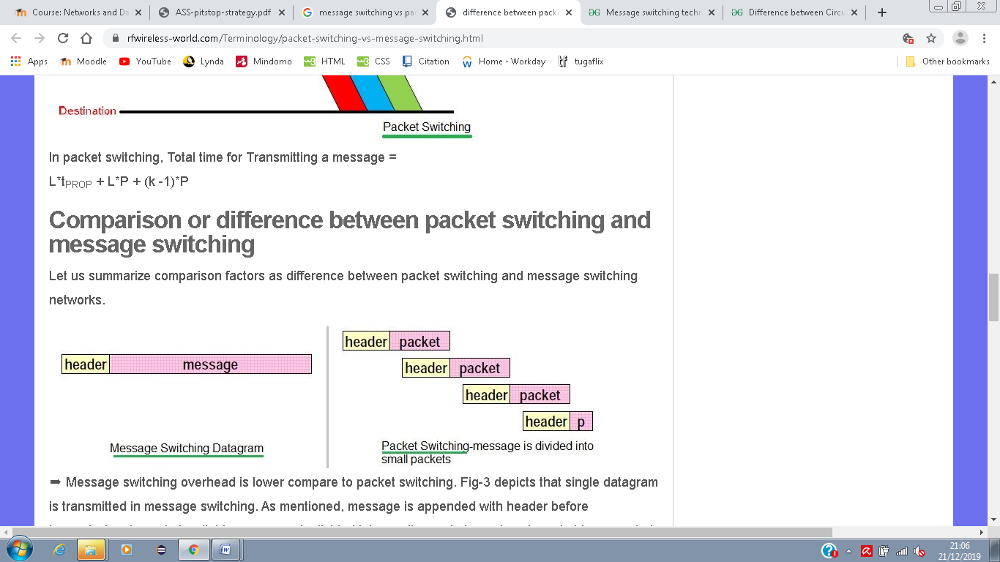 Course: Networks and Da
ASS-pitstop-strategy.pdf
message switching vs pa
difference between pack
Message switching techn
Difference between Circu
rfwireless-world.com/Terminology/packet-switching-vs-message-switching.html
Apps Moodle YouTube Lynda Mindomo HTML CSS Citation Home - Workday tugaflix Other bookmarks
Destination
Packet Switching
In packet switching, Total time for Transmitting a message =
L*tPROP + L*P + (k -1)*P
Comparison or difference between packet switching and
message switching
Let us summarize comparison factors as difference between packet switching and message switching
networks.
header message
Message Switching Datagram
header packet
header packet
header packet
header p
Packet Switching-message is divided into
small packets
➨ Message switching overhead is lower compare to packet switching. Fig-3 depicts that single datagram
is transmitted in message switching. As mentioned, message is appended with header before
21:06
21/12/2019